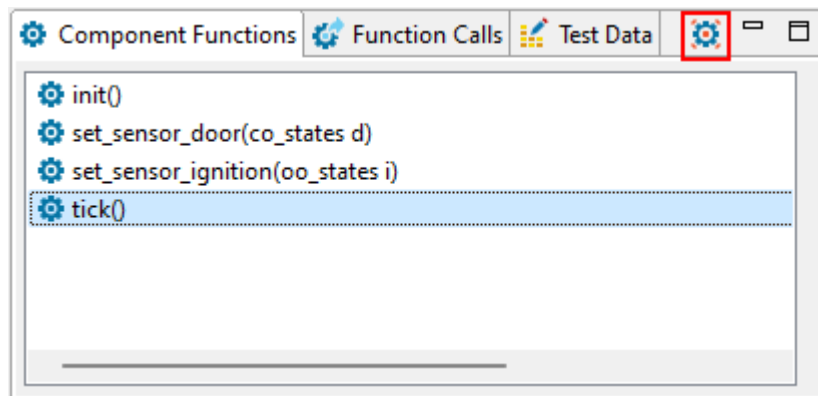 Component Functions Function Calls Test Data
init()
set_sensor_door(co_states d)
set_sensor_ignition(oo_states i)
tick()